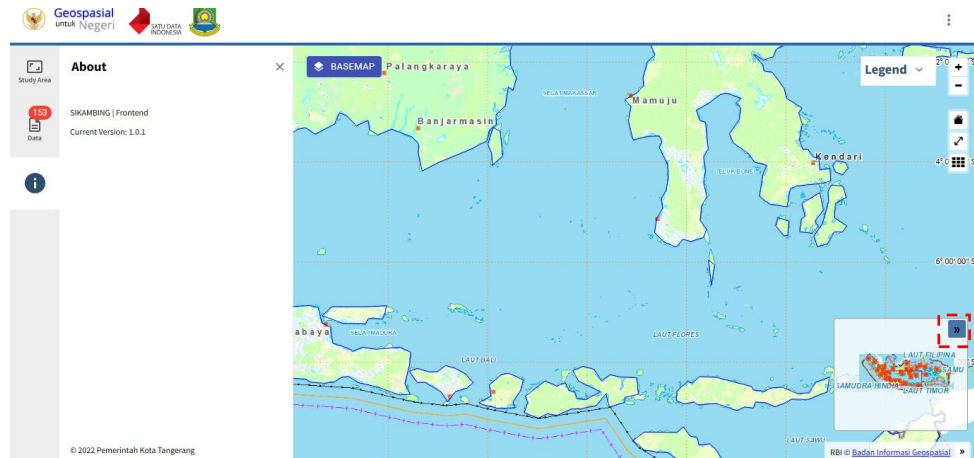 Geospasial
untuk Negeri
SATU DATA
INDONESIA
Study Area
153
Data
About
SIKAMBING | Frontend
Current Version: 1.0.1
© 2022 Pemerintah Kota Tangerang
BASEMAP
Legend
Palangkaraya
SELAT MAKASSAR
Mamuju
Banjarmasin
Kendari
TELUK BONE
4°0
6°00'00"S
abaya
SELAT MADURA
LAUT FLORES
LAUT BALI
LAUT FILIPINA
SAMU
SAMUDRA HINDIA
LAUT TIMOR
LAUT SAWU
RBI © Badan Informasi Geospasial